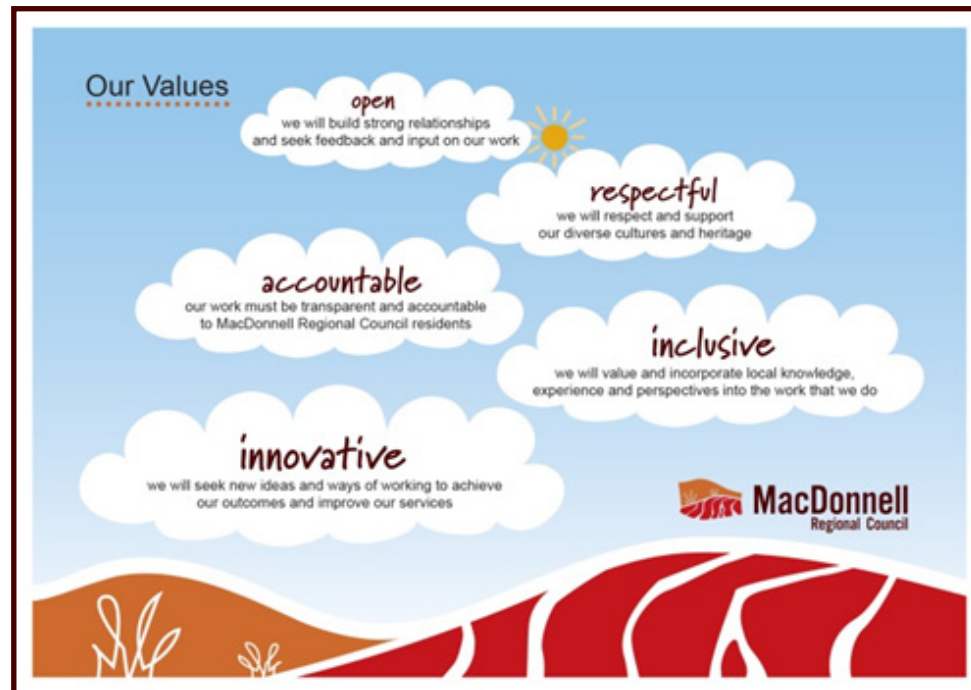 Our Values
open
we will build strong relationships
and seek feedback and input on our work
respectful
we will respect and support
our diverse cultures and heritage
accountable
our work must be transparent and accountable
to MacDonnell Regional Council residents
inclusive
we will value and incorporate local knowledge,
experience and perspectives into the work that we do
innovative
we will seek new ideas and ways of working to achieve
our outcomes and improve our services
MacDonnell
Regional Council